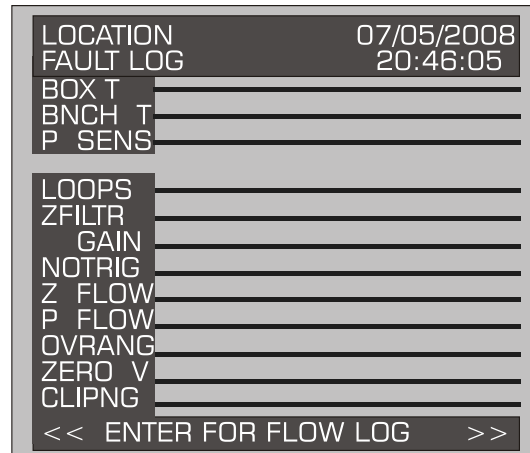 LOCATION 07/05/2008
FAULT LOG 20:46:05
BOX T
BNCH T
P SENS
LOOPS
ZFILTR
GAIN
NOTRIG
Z FLOW
P FLOW
OVRANG
ZERO V
CLIPNG
<< ENTER FOR FLOW LOG >>